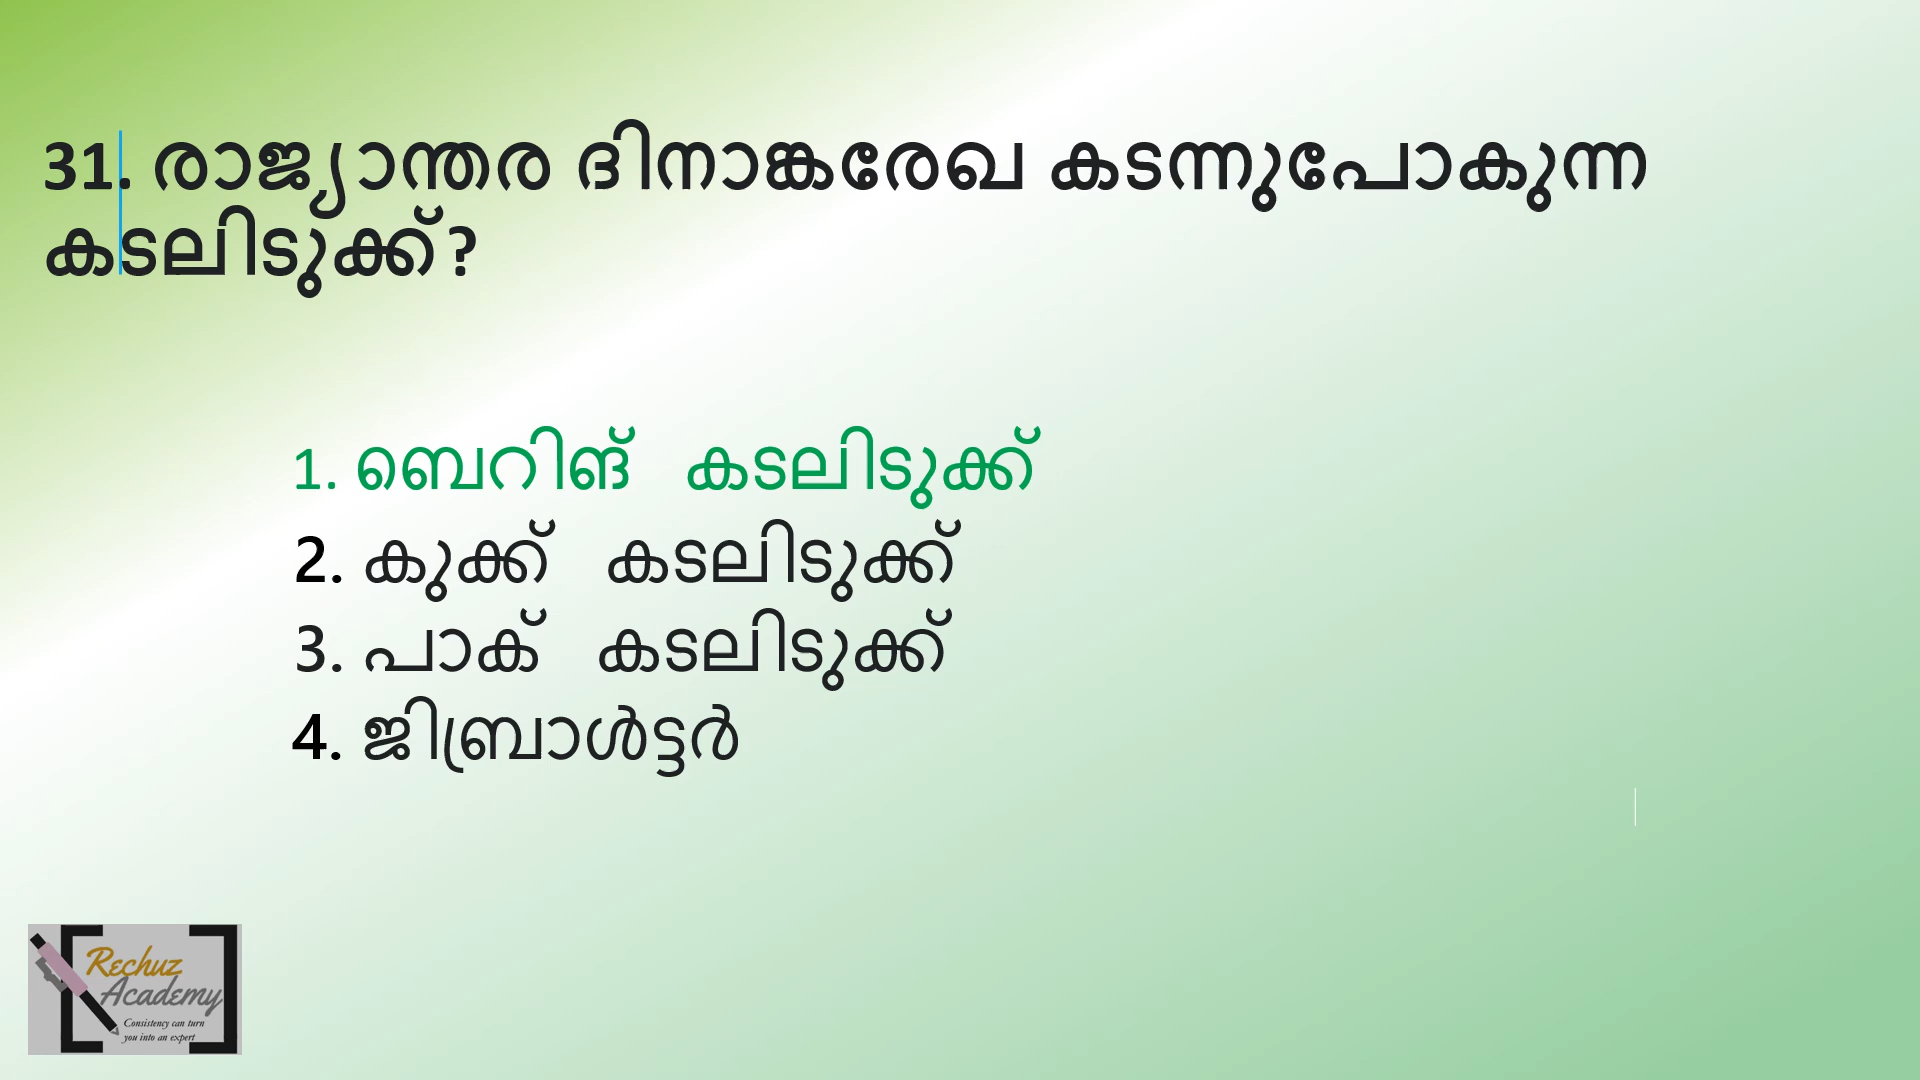 31. രാജ്യാന്തര ദിനാങ്കരേഖ കടന്നുപോകുന്ന
കടലിടുക്ക്?
1. ബെറിങ് കടലിടുക്ക്
2. കുക്ക് കടലിടുക്ക്
3. പാക് കടലിടുക്ക്
4. ജിബ്രാൾട്ടർ
Rechuz
Academy
Consistency can turn
you into an expert